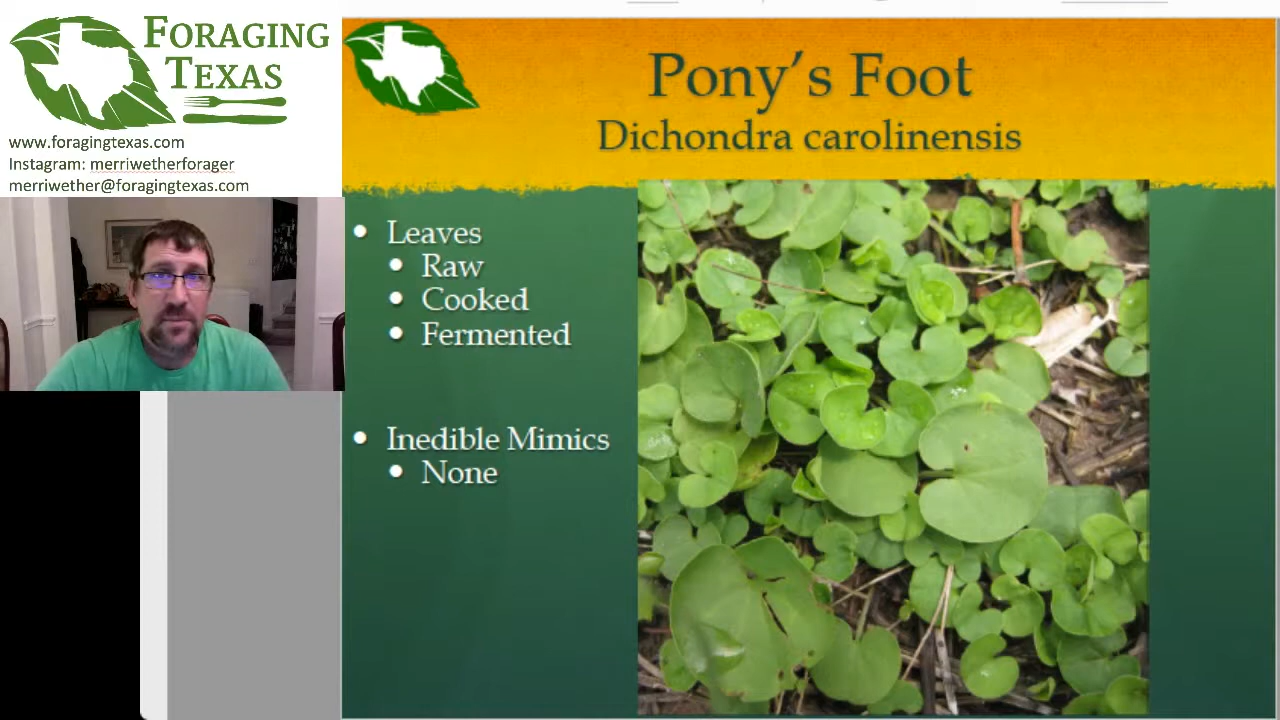 FORAGING
TEXAS
www.foragingtexas.com
Instagram: merriwetherforager
merriwether@foragingtexas.com
Pony's Foot
Dichondra carolinensis
• Leaves
• Raw
• Cooked
• Fermented
• Inedible Mimics
• None